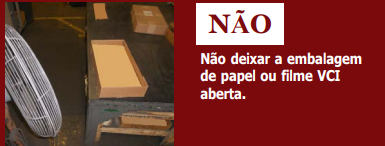 NÃO
Não deixar a embalagem
de papel ou filme VCI
aberta.